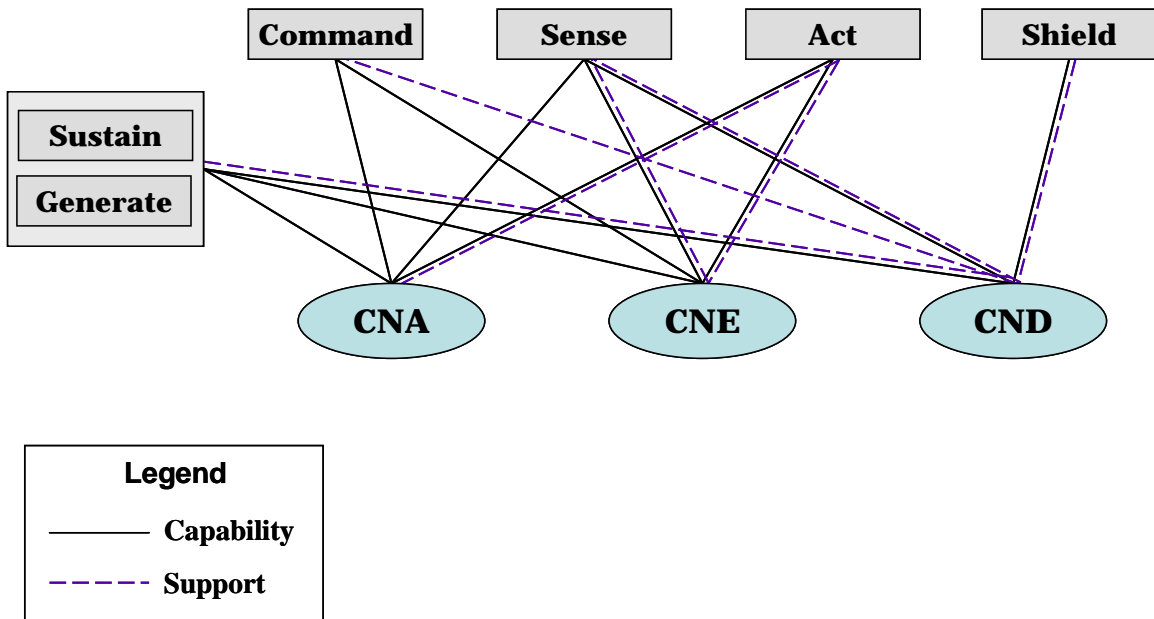 Command
Sense
Act
Shield
Sustain
Generate
CNA
CNE
CND
Legend
Capability
Support